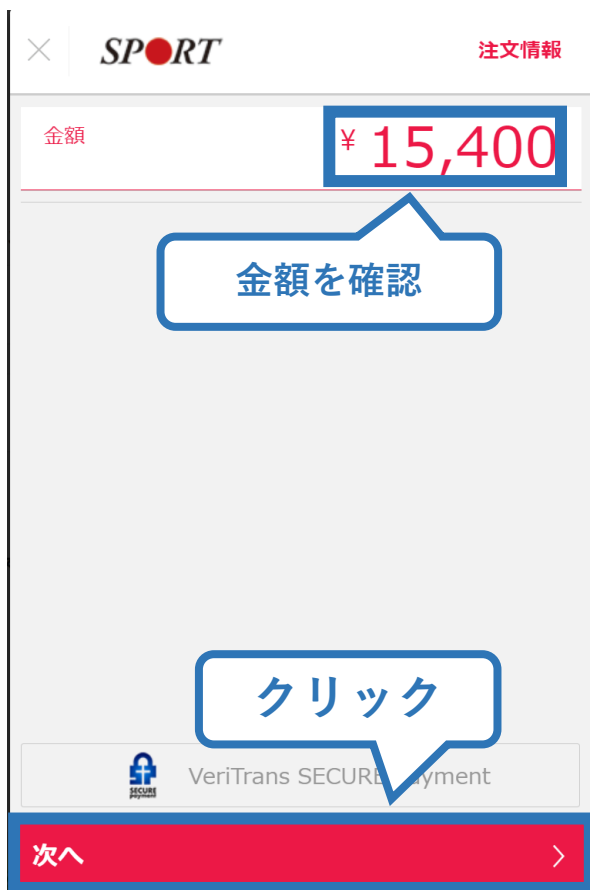 SPORT
注文情報
金額
¥ 15,400
金額を確認
クリック
VeriTrans SECURE yment
SECURE
payment
次へ